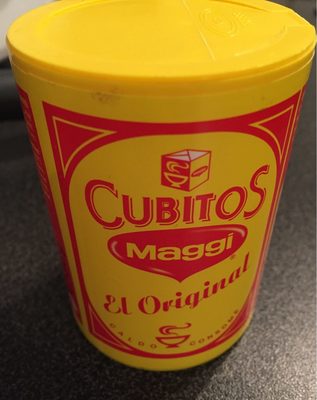 CUBITOS
Maggi
El Original
CALDO CONSOMÉ